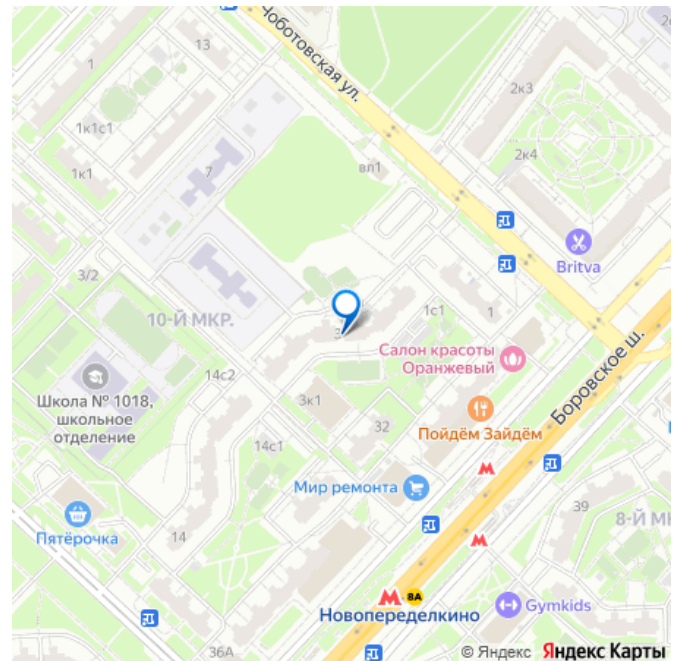 Чоботовская ул.
13
1
2к3
1к1с1
2к4
7
вл1
1к1
Britva
3/2
10-Й МКР.
1с1
1
3
Салон красоты
Оранжевый
Боровское ш.
14с2
Школа № 1018,
школьное
отделение
3к1
32
Пойдём Зайдём
14с1
Мир ремонта
39
8-Й М
Пятёрочка
14
М
8А
Новопеределкино
Gymkids
36А
© Яндекс Яндекс Карты